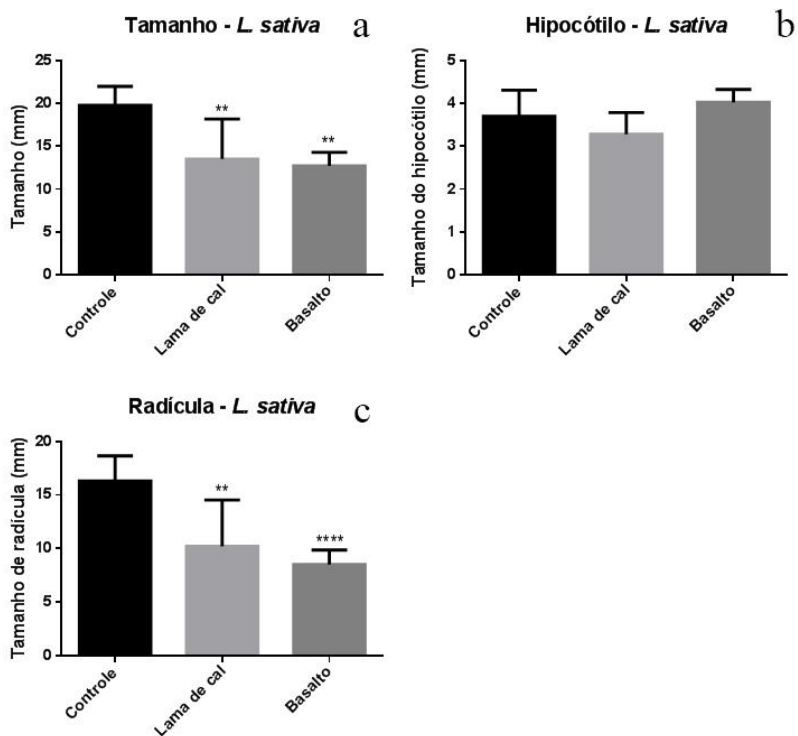 Tamanho - L. sativa
a
Tamanho (mm)
25
20
15
10
5
0
**
**
Controle
Lama de cal
Basalto
Hipocótilo - L. sativa
b
Tamanho do hipocótilo (mm)
5
4
3
2
1
0
Controle
Lama de cal
Basalto
Radícula - L. sativa
c
Tamanho de radícula (mm)
20
15
10
5
0
**
****
Controle
Lama de cal
Basalto